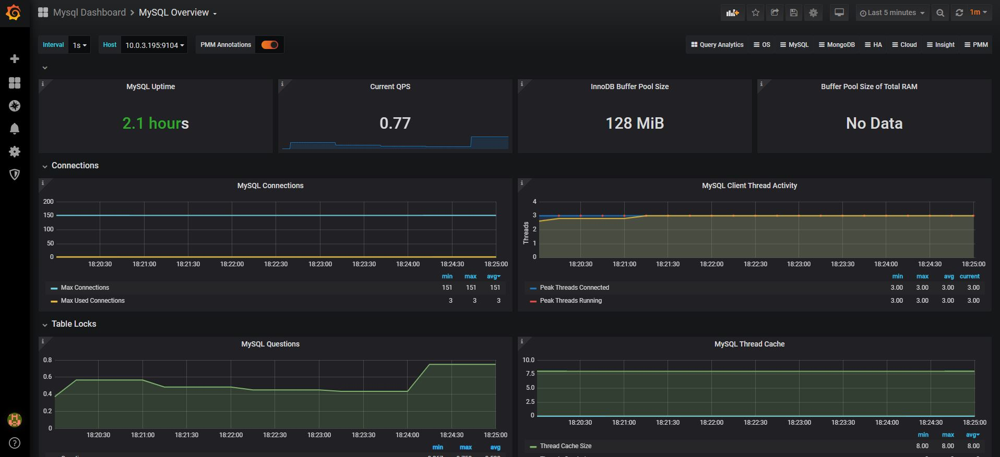 Mysql Dashboard > MySQL Overview
Last 5 minutes
1m
Interval 1s
Host 10.0.3.195:9104
PMM Annotations
Query Analytics
OS
MySQL
MongoDB
HA
Cloud
Insight
PMM
MySQL Uptime
2.1 hours
Current QPS
0.77
InnoDB Buffer Pool Size
128 MiB
Buffer Pool Size of Total RAM
No Data
Connections
MySQL Connections
200
150
100
50
0
18:20:30 18:21:00 18:21:30 18:22:00 18:22:30 18:23:00 18:23:30 18:24:00 18:24:30 18:25:00
min max avg
Max Connections 151 151 151
Max Used Connections 3 3 3
MySQL Client Thread Activity
Threads
4
3
2
1
0
18:20:30 18:21:00 18:21:30 18:22:00 18:22:30 18:23:00 18:23:30 18:24:00 18:24:30 18:25:00
min max avg current
Peak Threads Connected 3.00 3.00 3.00 3.00
Peak Threads Running 3.00 3.00 3.00 3.00
Table Locks
MySQL Questions
0.8
0.6
0.4
0.2
0
18:20:30 18:21:00 18:21:30 18:22:00 18:22:30 18:23:00 18:23:30 18:24:00 18:24:30 18:25:00
min max avg
MySQL Thread Cache
10.0
7.5
5.0
2.5
0
18:20:30 18:21:00 18:21:30 18:22:00 18:22:30 18:23:00 18:23:30 18:24:00 18:24:30 18:25:00
min max avg
Thread Cache Size 8.00 8.00 8.00